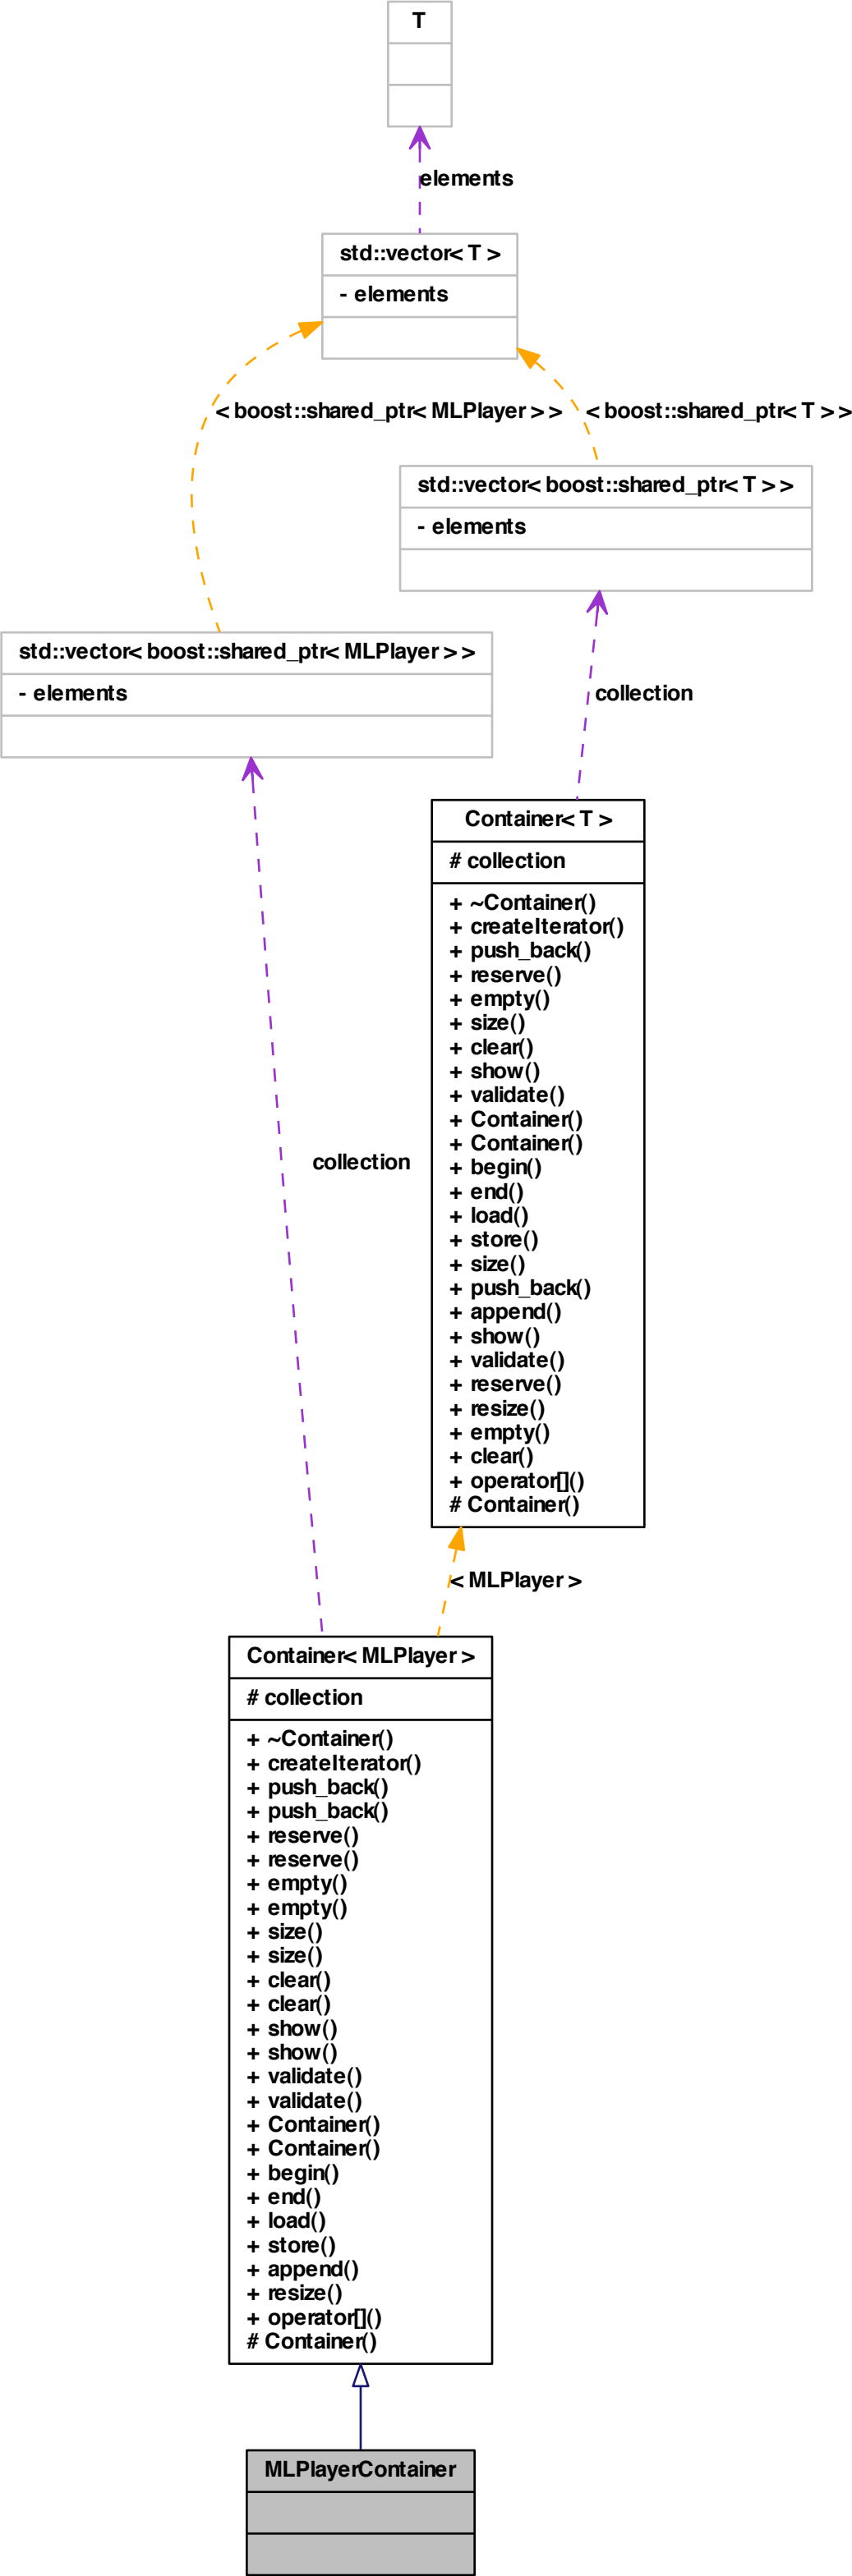 T
elements
std::vector< T >
- elements
< boost::shared_ptr< MLPlayer > >
< boost::shared_ptr< T > >
std::vector< boost::shared_ptr< T > >
- elements
std::vector< boost::shared_ptr< MLPlayer > >
- elements
collection
Container< T >
# collection
+ ~Container()
+ createIterator()
+ push_back()
+ reserve()
+ empty()
+ size()
+ clear()
+ show()
+ validate()
+ Container()
+ Container()
+ begin()
+ end()
+ load()
+ store()
+ size()
+ push_back()
+ append()
+ show()
+ validate()
+ reserve()
+ resize()
+ empty()
+ clear()
+ operator[]()
# Container()
collection
< MLPlayer >
Container< MLPlayer >
# collection
+ ~Container()
+ createIterator()
+ push_back()
+ push_back()
+ reserve()
+ reserve()
+ empty()
+ empty()
+ size()
+ size()
+ clear()
+ clear()
+ show()
+ show()
+ validate()
+ validate()
+ Container()
+ Container()
+ begin()
+ end()
+ load()
+ store()
+ append()
+ resize()
+ operator[]()
# Container()
MLPlayerContainer